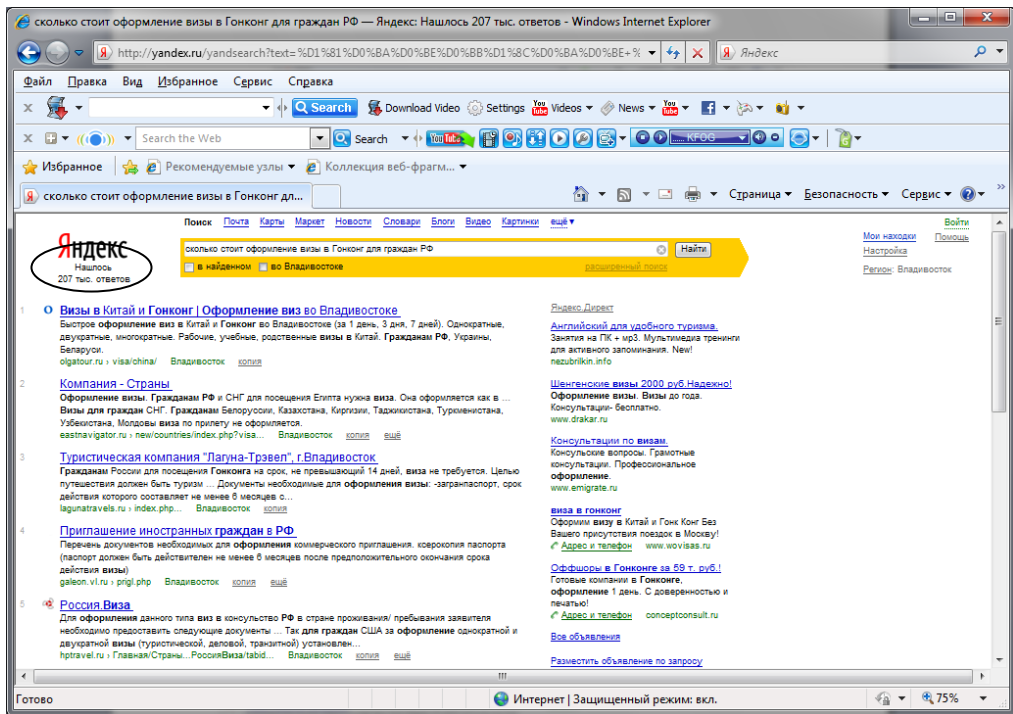 сколько стоит оформление визы в Гонконг для граждан РФ — Яндекс: Нашлось 207 тыс. ответов - Windows Internet Explorer
http://yandex.ru/yandsearch?text=%D1%81%D0%BA%D0%BE%D0%BB%D1%8C%D0%BA%D0%BE+% Яндекс
Файл Правка Вид Избранное Сервис Справка
Search Download Video Settings You Tube Videos News You Tube
Search the Web Search You Tube KFOG
Избранное Рекомендуемые узлы Коллекция веб-фрагм...
сколько стоит оформление визы в Гонконг дл... Страница Безопасность Сервис
Поиск Почта Карты Маркет Новости Словари Блоги Видео Картинки ещё Войти
Мои находки Помощь
Яндекс сколько стоит оформление визы в Гонконг для граждан РФ Найти Настройка
Нашлось в найденном во Владивостоке расширенный поиск Регион: Владивосток
207 тыс. ответов
1 Визы в Китай и Гонконг | Оформление виз во Владивостоке
Быстрое оформление виз в Китай и Гонконг во Владивостоке (за 1 день, 3 дня, 7 дней). Однократные,
двукратные, многократные. Рабочие, учебные, родственные визы в Китай. Гражданам РФ, Украины,
Беларуси.
olgatour.ru › visa/china/ Владивосток копия
2 Компания - Страны
Оформление визы. Гражданам РФ и СНГ для посещения Египта нужна виза. Она оформляется как в ...
Визы для граждан СНГ. Гражданам Белоруссии, Казахстана, Киргизии, Таджикистана, Туркменистана,
Узбекистана, Молдовы виза по прилету не оформляется.
eastnavigator.ru › new/countries/index.php?visa... Владивосток копия ещё
3 Туристическая компания "Лагуна-Трэвел", г.Владивосток
Гражданам России для посещения Гонконга на срок, не превышающий 14 дней, виза не требуется. Целью
путешествия должен быть туризм ... Документы необходимые для оформления визы: -загранпаспорт, срок
действия которого составляет не менее 6 месяцев с...
lagunatravels.ru › index.php... Владивосток копия
4 Приглашение иностранных граждан в РФ
Перечень документов необходимых для оформления коммерческого приглашения. ксерокопия паспорта
(паспорт должен быть действителен не менее 6 месяцев после предположительного окончания срока
действия визы)
galeon.vl.ru › prigl.php Владивосток копия ещё
5 Россия.Виза
Для оформления данного типа виз в консульство РФ в стране проживания/ пребывания заявителя
необходимо предоставить следующие документы ... Так для граждан США за оформление однократной и
двукратной визы (туристической, деловой, транзитной) установлен...
hptravel.ru › Главная/Страны...РоссияВиза/tabid... Владивосток копия ещё
Яндекс.Директ
Английский для удобного туризма.
Занятия на ПК + мр3. Мультимедиа тренинги
для активного запоминания. New!
nezubrilkin.info
Шенгенские визы 2000 руб.Надежно!
Оформление визы. Визы до года.
Консультации- бесплатно.
www.drakar.ru
Консультации по визам.
Консульские вопросы. Грамотные
консультации. Профессиональное
оформление.
www.emigrate.ru
виза в гонконг
Оформим визу в Китай и Гонк Конг Без
Вашего присутствия поездок в Москву!
Адрес и телефон www.wovisas.ru
Оффшоры в Гонконге за 59 т. руб.!
Готовые компании в Гонконге,
оформление 1 день. С доверенностью и
печатью!
Адрес и телефон conceptconsult.ru
Все объявления
Разместить объявление по запросу
Готово Интернет | Защищенный режим: вкл. 75%